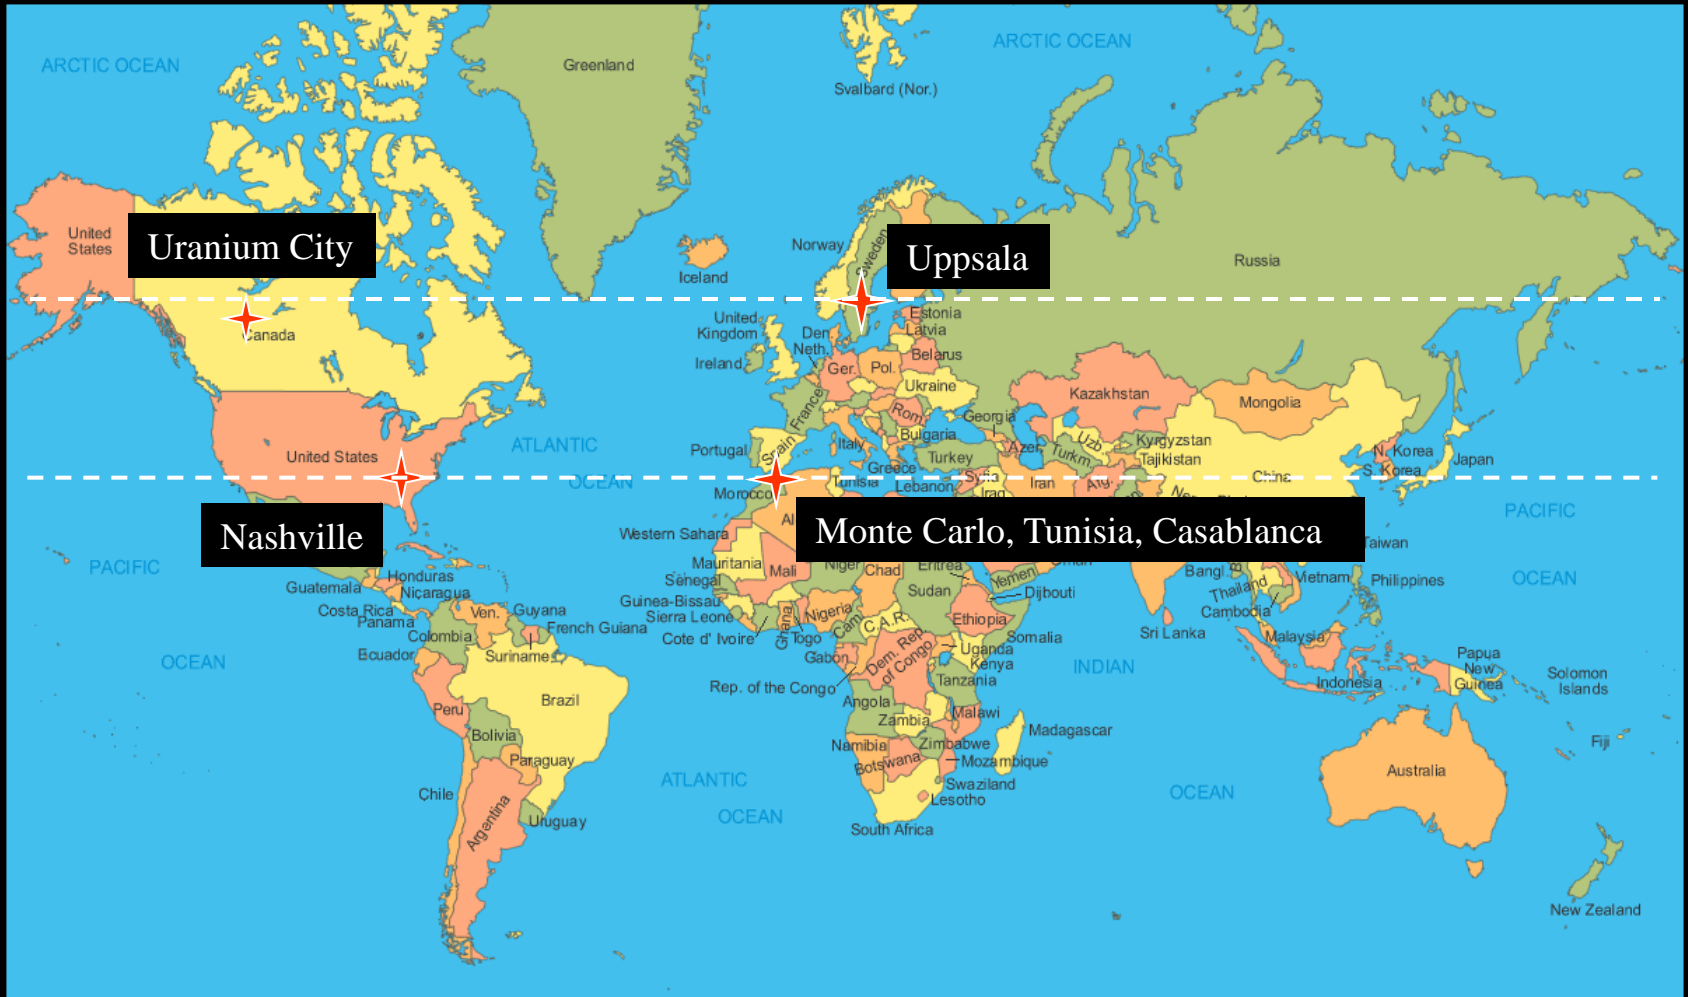 ARCTIC OCEAN
ARCTIC OCEAN
Greenland
Svalbard (Nor.)
United
States
Uranium City
Canada
Iceland
Norway
Sweden
Uppsala
Russia
United
Kingdom
Ireland
Den.
Neth.
Estonia
Latvia
Belarus
Ger.
Pol.
Ukraine
France
Rom.
Kazakhstan
Mongolia
Georgia
ATLANTIC
OCEAN
United States
Portugal
Spain
Italy
Bulgaria
Greece
Turkey
Azer.
Uzb.
Turkm.
Kyrgyzstan
Tajikistan
China
N. Korea
S. Korea
Japan
Morocco
Tunisia
Lebanon
Syria
Iraq
Iran
Afg.
Nashville
Monte Carlo, Tunisia, Casablanca
PACIFIC
OCEAN
PACIFIC
OCEAN
Western Sahara
Mauritania
Mali
Niger
Chad
Sudan
Eritrea
Yemen
Djibouti
Senegal
Guinea-Bissau
Sierra Leone
Cote d' Ivoire
Ghana
Togo
Nigeria
Cam.
C.A.R.
Ethiopia
Somalia
Uganda
Kenya
Gabon
Dem. Rep.
of Congo
Rep. of the Congo
Tanzania
Angola
Zambia
Malawi
Namibia
Botswana
Zimbabwe
Mozambique
Madagascar
Swaziland
Lesotho
South Africa
Bangl.
Taiwan
Thailand
Vietnam
Cambodia
Philippines
Sri Lanka
Malaysia
Indonesia
Papua
New
Guinea
Solomon
Islands
Fiji
INDIAN
OCEAN
Australia
New Zealand
Guatemala
Honduras
Nicaragua
Costa Rica
Panama
Ven.
Guyana
French Guiana
Suriname
Colombia
Ecuador
Peru
Brazil
Bolivia
Paraguay
Chile
Argentina
Uruguay
ATLANTIC
OCEAN